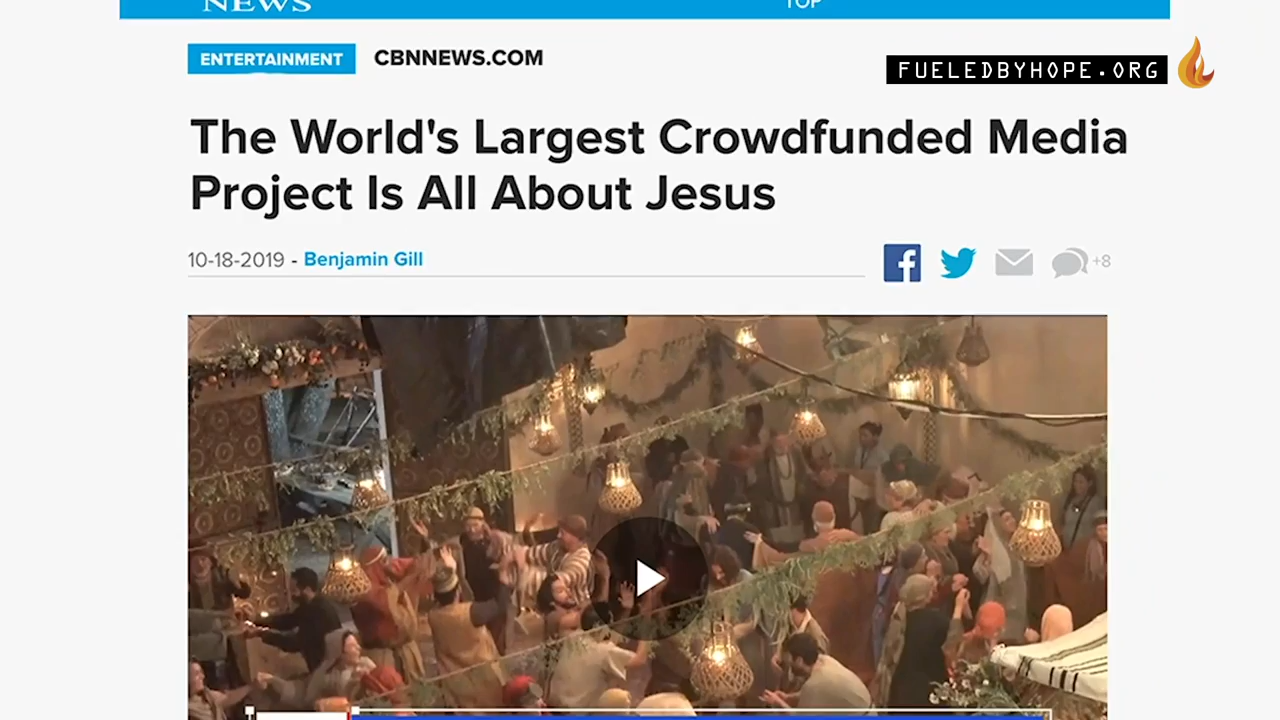 NEWS
TOP
ENTERTAINMENT CBNNEWS.COM
FUELEDBYHOPE.ORG
The World's Largest Crowdfunded Media
Project Is All About Jesus
10-18-2019 - Benjamin Gill
+8